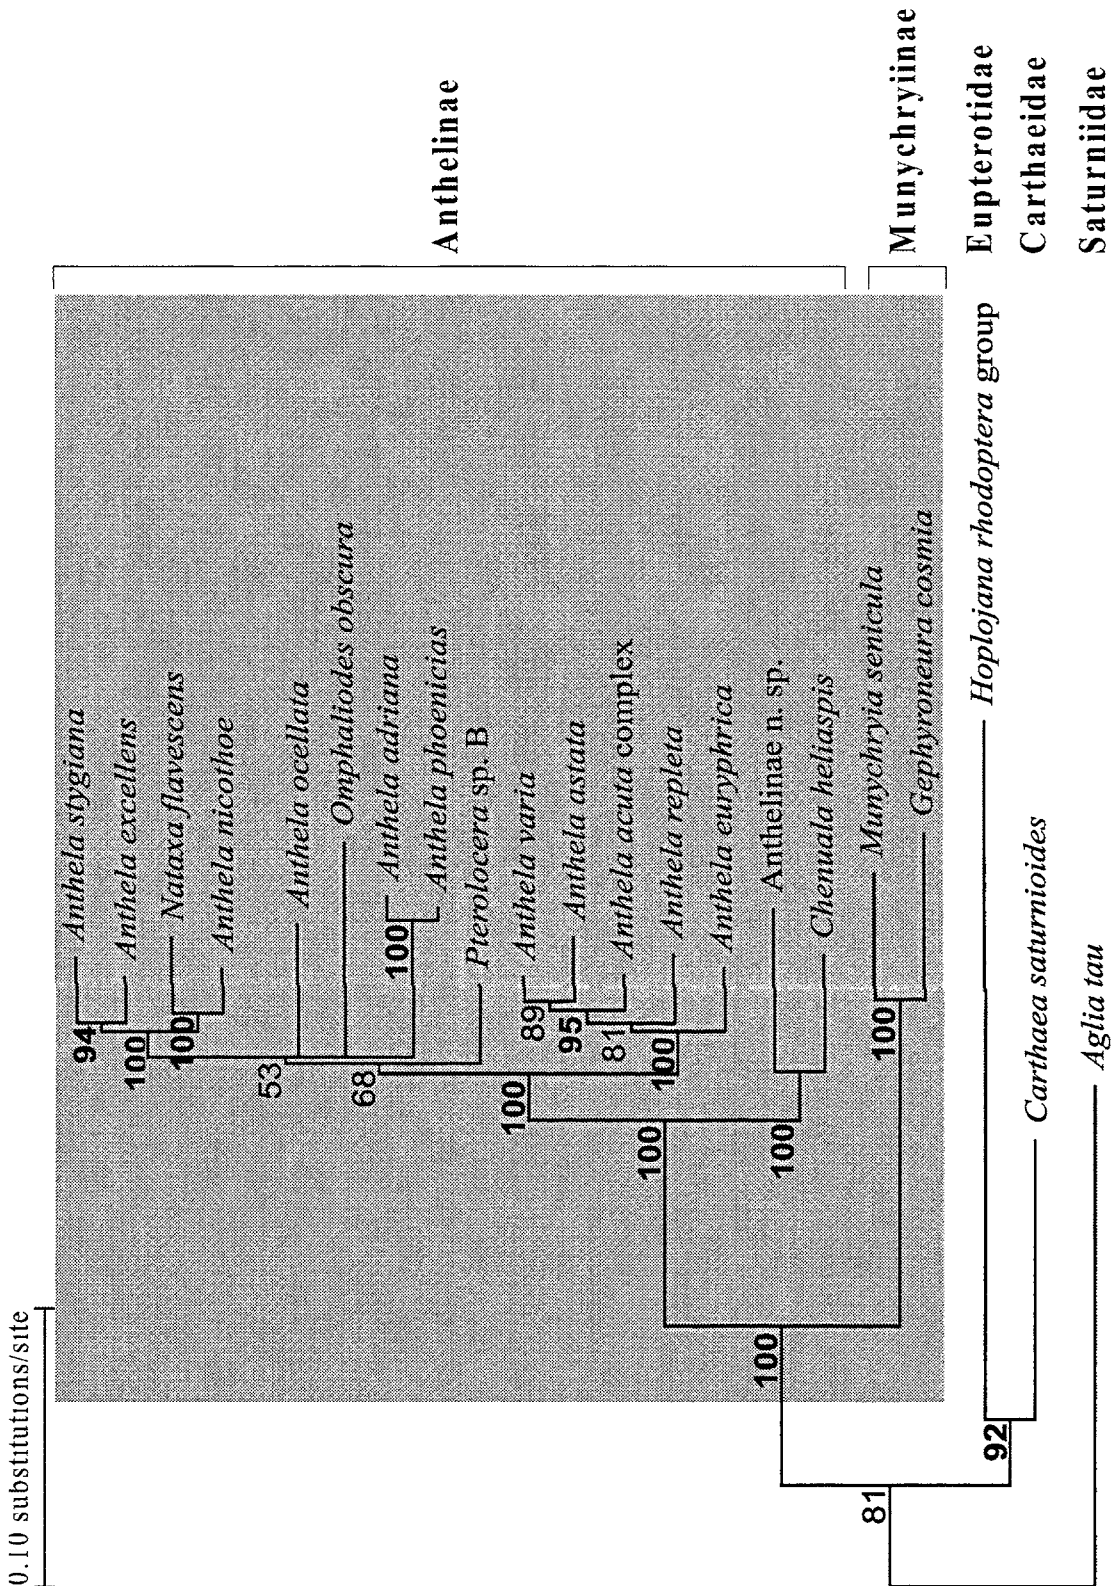 0.10 substitutions/site
Anthela stygiana
Anthela excellens
Nataxa flavescens
Anthela nicothoe
Anthela ocellata
Omphaliodes obscura
Anthela adriana
Anthela phoenicias
Pterolocera sp. B
Anthela varia
Anthela astata
Anthela acuta complex
Anthela repleta
Anthela euryphrica
Anthelinae n. sp.
Chenuala heliaspis
Munychryia senicula
Gephyroneura cosmia
Hoplojana rhodoptera group
Carthaea saturnioides
Aglia tau
94
100
100
53
68
100
100
89
95
81
100
100
100
100
100
92
81
Anthelinae
Munychryiinae
Eupterotidae
Carthaeidae
Saturniidae